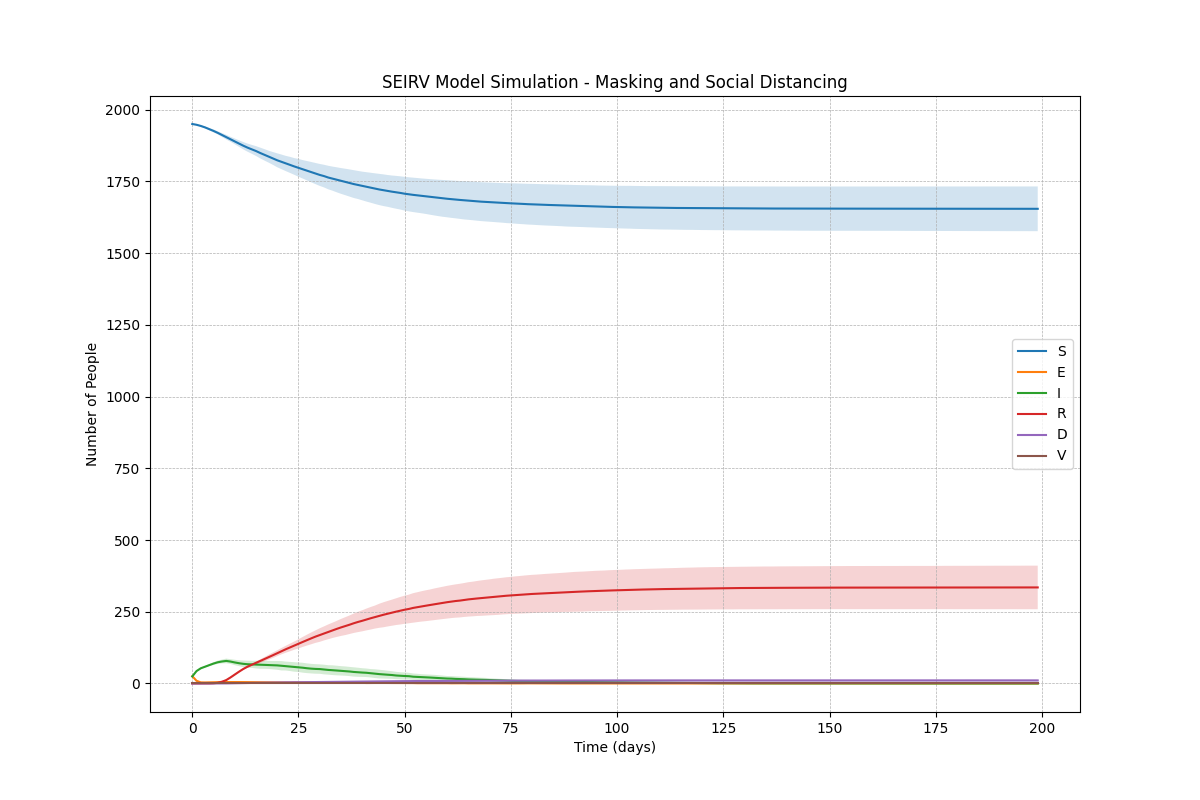 SEIRV Model Simulation - Masking and Social Distancing
2000
1750
1500
1250
1000
750
500
250
0
Number of People
S
E
I
R
D
V
0 25 50 75 100 125 150 175 200
Time (days)